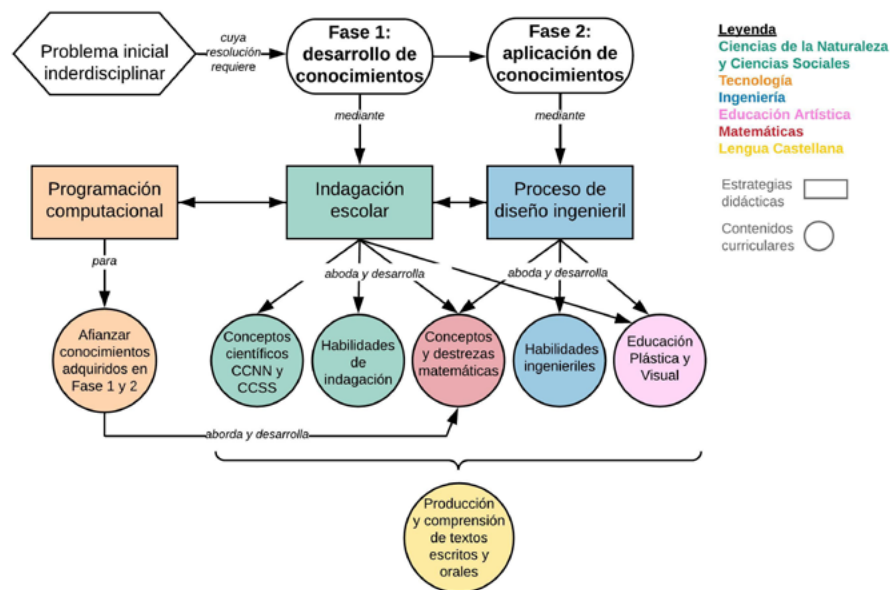 Problema inicial
inderdisciplinar
cuya
resolución
requiere
Fase 1:
desarrollo de
conocimientos
Fase 2:
aplicación de
conocimientos
Leyenda
Ciencias de la Naturaleza
y Ciencias Sociales
Tecnología
Ingeniería
Educación Artística
Matemáticas
Lengua Castellana
Estrategias
didácticas
Contenidos
curriculares
mediante
mediante
Programación
computacional
Indagación
escolar
Proceso de
diseño ingenieril
para
aboda y desarrolla
aboda y desarrolla
Afianzar
conocimientos
adquiridos en
Fase 1 y 2
Conceptos
científicos
CCNN y
CCSS
Habilidades
de
indagación
Conceptos
y destrezas
matemáticas
Habilidades
ingenieriles
Educación
Plástica y
Visual
aborda y desarrolla
Producción
y comprensión
de textos
escritos y
orales